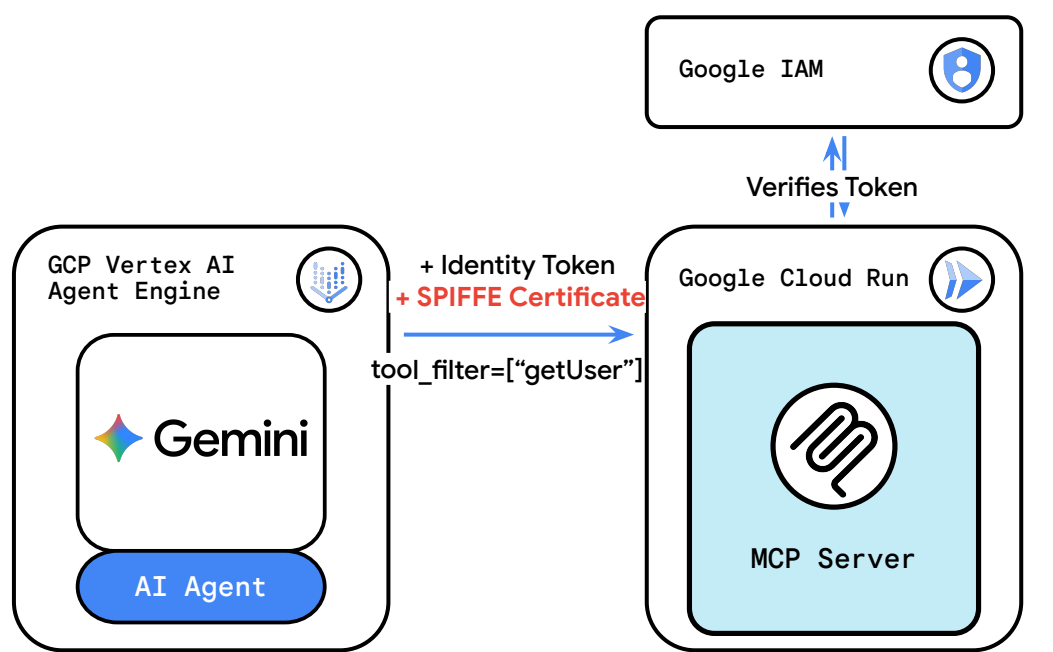 Google IAM
Verifies Token
GCP Vertex AI
Agent Engine
+ Identity Token
+ SPIFFE Certificate
tool_filter=[“getUser”]
Google Cloud Run
Gemini
AI Agent
MCP Server